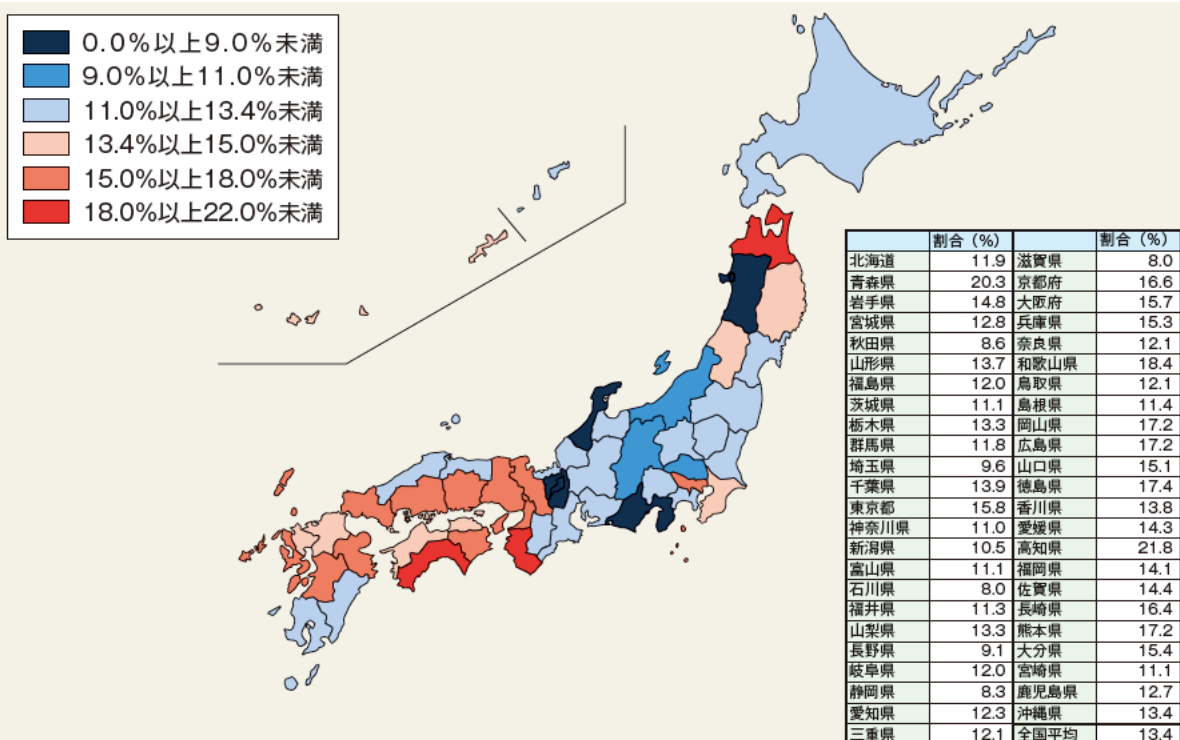 0.0%以上9.0%未満
9.0%以上11.0%未満
11.0%以上13.4%未満
13.4%以上15.0%未満
15.0%以上18.0%未満
18.0%以上22.0%未満
割合（%） 割合（%）
北海道 11.9 滋賀県 8.0
青森県 20.3 京都府 16.6
岩手県 14.8 大阪府 15.7
宮城県 12.8 兵庫県 15.3
秋田県 8.6 奈良県 12.1
山形県 13.7 和歌山県 18.4
福島県 12.0 鳥取県 12.1
茨城県 11.1 島根県 11.4
栃木県 13.3 岡山県 17.2
群馬県 11.8 広島県 17.2
埼玉県 9.6 山口県 15.1
千葉県 13.9 徳島県 17.4
東京都 15.8 香川県 13.8
神奈川県 11.0 愛媛県 14.3
新潟県 10.5 高知県 21.8
富山県 11.1 福岡県 14.1
石川県 8.0 佐賀県 14.4
福井県 11.3 長崎県 16.4
山梨県 13.3 熊本県 17.2
長野県 9.1 大分県 15.4
岐阜県 12.0 宮崎県 11.1
静岡県 8.3 鹿児島県 12.7
愛知県 12.3 沖縄県 13.4
三重県 12.1 全国平均 13.4